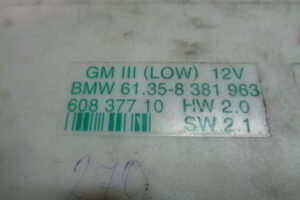 GM III (LOW) 12V
BMW 61.35-8 381 963
608 377 10 HW 2.0
SW 2.1
270